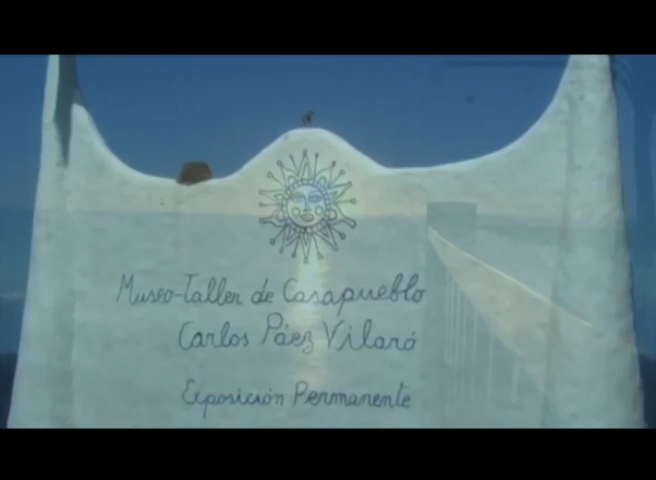 Museo-Taller de Casapueblo
Carlos Páez Vilaró
Exposición Permanente